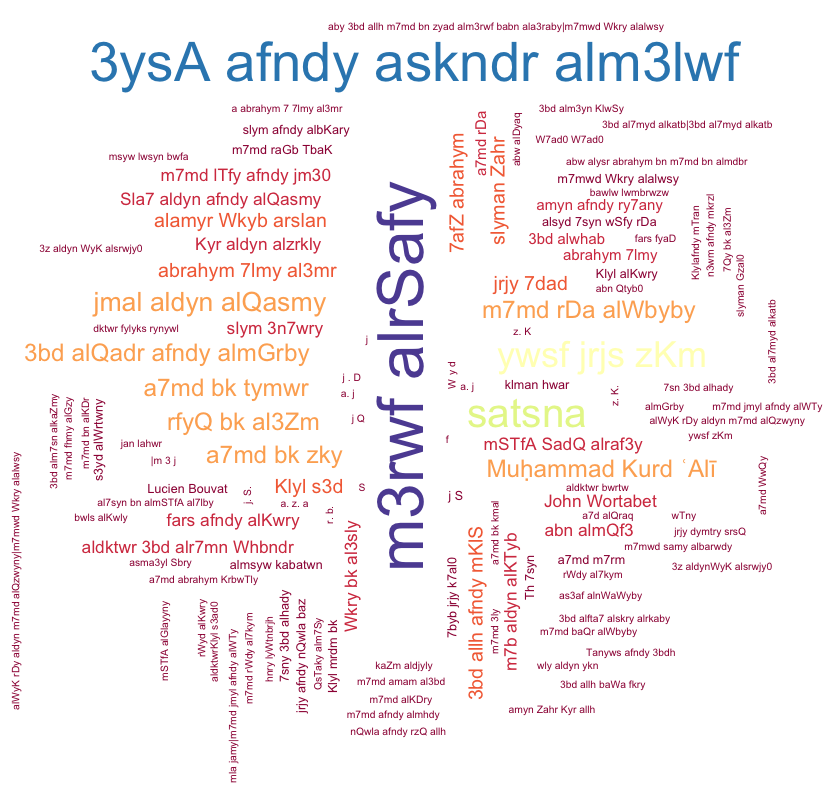 aby 3bd allh m7md bn zyad alm3rwf babn ala3raby|m7mwd Wkry alalwsy
3ysA afndy askndr alm3lwf
a abrahym 7 7lmy al3mr
slym afndy albKary
m7md raGb TbaK
msyw lwsyn bwfa
m7md lTfy afndy jm30
Sla7 aldyn afndy alQasmy
alamyr Wkyb arslan
Kyr aldyn alzrkly
3z aldyn WyK alsrwjy0
abrahym 7lmy al3mr
jmal aldyn alQasmy
dktwr fylyks rynywl
slym 3n7wry
3bd alQadr afndy almGrby
a7md bk tymwr
rfyQ bk al3Zm
a7md bk zky
m3rwf alrSafy
7afZ abrahym
a7md rDa
slyman Zahr
abw alDyaq
3bd alm3yn KlwSy
3bd al7myd alkatb|3bd al7myd alkatb
W7ad0 W7ad0
abw alysr abrahym bn m7md bn almdbr
m7mwd Wkry alalwsy
bawlw lwmbrwzw
amyn afndy ry7any
alsyd 7syn wSfy rDa
3bd alwhab
fars fyaD
abrahym 7lmy
Klyl alKwry
abn Qtyb0
jrjy 7dad
Klylafndy mTran
n3wm afndy mkrzl
7Qy bk al3Zm
slyman Gzal0
m7md rDa alWbyby
z. K
j
ywsf jrjs zKm
3bd al7myd alkatb
j . D
a. j
W y d
a. j
klman hwar
z. K.
7sn 3bd alhady
satsna
almGrby
m7md jmyl afndy alWTy
alWyK rDy aldyn m7md alQzwyny
ywsf zKm
j Q
f
mSTfA SadQ alraf3y
Muḥammad Kurd ʿAlī
3bd alm7sn alkaZmy
m7md fhmy alGzy
m7md bn alKDr
s3yd alWrtwny
jan lahwr
|m 3 j
Lucien Bouvat
al7syn bn almSTfA al7lby
bwls alKwly
j. S.
Klyl s3d
a. z. a
r. b.
S
j S
aldktwr bwrtw
John Wortabet
a7md WwQy
fars afndy alKwry
aldktwr 3bd alr7mn Whbndr
asma3yl Sbry
almsyw kabatwn
a7md abrahym KrbwTly
Wkry bk al3sly
7byb jrjy k7al0
3bd allh afndy mKlS
a7md bk kmal
m7md 3ly
m7b aldyn alKTyb
Th 7syn
a7d alQraq
wTny
abn almQf3
jrjy dymtry srsQ
m7mwd samy albarwdy
a7md m7rm
3z aldynWyK alsrwjy0
rWdy al7kym
as3af alnWaWyby
3bd alfta7 alskry alrkaby
m7md baQr alWbyby
Tanyws afndy 3bdh
wly aldyn ykn
3bd allh baWa fkry
amyn Zahr Kyr allh
alWyK rDy aldyn m7md alQzwyny|m7mwd Wkry alalwsy
mSTfA alGlayyny
rWyd alKwry
aldktwrKlyl s3ad0
mla jamy|m7md jmyl afndy alWTy
m7md rWdy al7kym
hnry lyWtnbrjh
7sny 3bd alhady
jrjy afndy nQwla baz
QsTaky alm7Sy
Klyl mrdm bk
kaZm aldjyly
m7md amam al3bd
m7md alKDry
m7md afndy almhdy
nQwla afndy rzQ allh